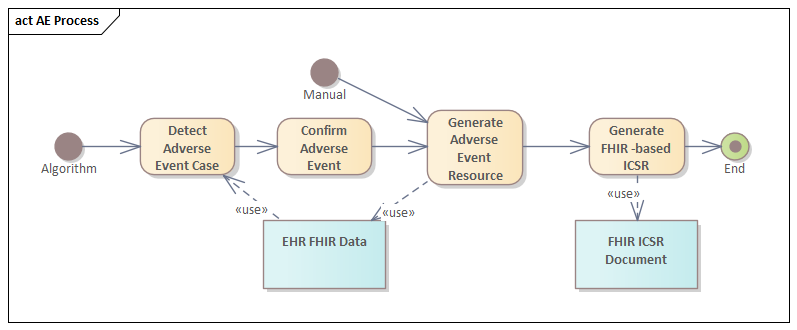 act AE Process
Manual
Algorithm
Detect
Adverse
Event Case
Confirm
Adverse
Event
Generate
Adverse
Event
Resource
Generate
FHIR -based
ICSR
End
«use»
«use»
«use»
EHR FHIR Data
FHIR ICSR
Document